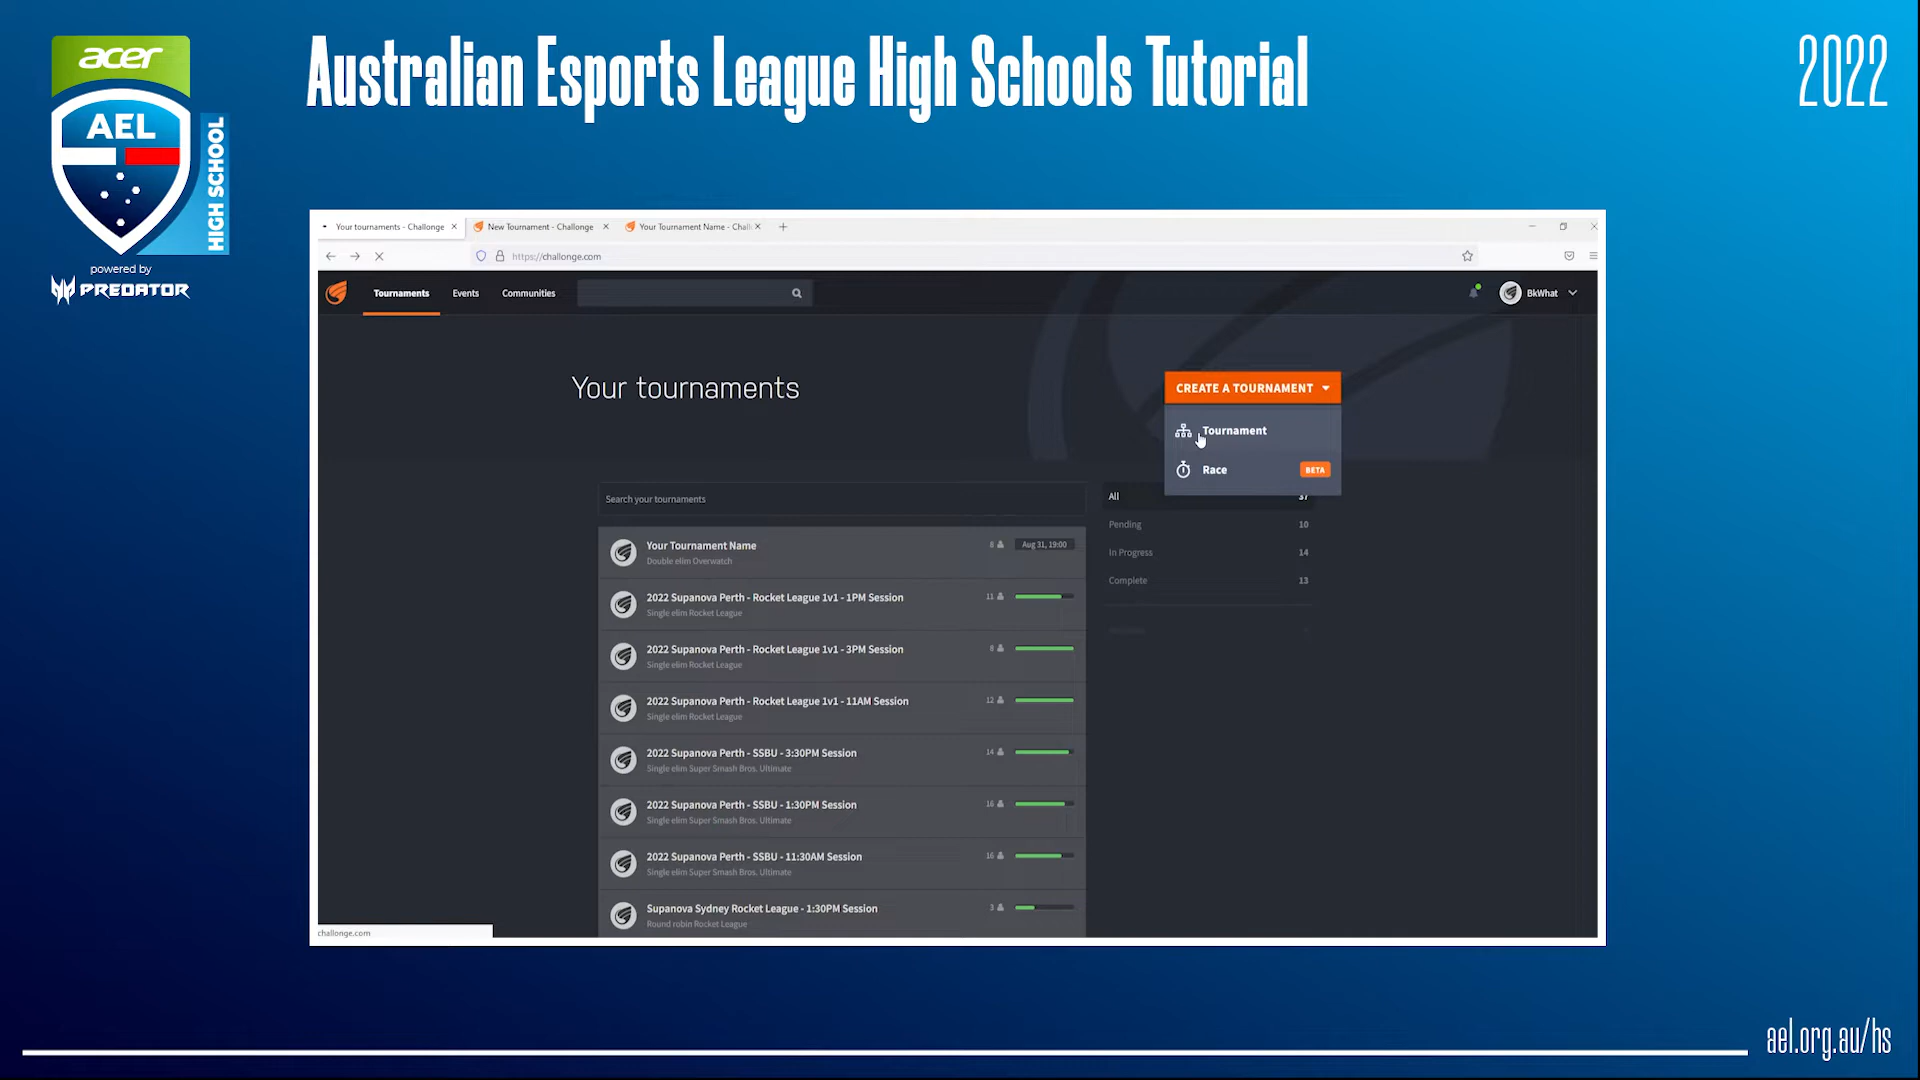 acer
AEL
HIGH SCHOOL
powered by
PREDATOR
Australian Esports League High Schools Tutorial
2022
Your tournaments - Challonge
New Tournament - Challonge
Your Tournament Name - Chall
https://challonge.com
Tournaments
Events
Communities
BkWhat
Your tournaments
CREATE A TOURNAMENT
Tournament
Race
BETA
Search your tournaments
All 37
Pending 10
In Progress 14
Complete 13
Your Tournament Name
8
Aug 31, 19:00
Double elim Overwatch
2022 Supanova Perth - Rocket League 1v1 - 1PM Session
11
Single elim Rocket League
2022 Supanova Perth - Rocket League 1v1 - 3PM Session
8
Single elim Rocket League
2022 Supanova Perth - Rocket League 1v1 - 11AM Session
12
Single elim Rocket League
2022 Supanova Perth - SSBU - 3:30PM Session
14
Single elim Super Smash Bros. Ultimate
2022 Supanova Perth - SSBU - 1:30PM Session
16
Single elim Super Smash Bros. Ultimate
2022 Supanova Perth - SSBU - 11:30AM Session
16
Single elim Super Smash Bros. Ultimate
Supanova Sydney Rocket League - 1:30PM Session
3
Round robin Rocket League
challonge.com
ael.org.au/hs